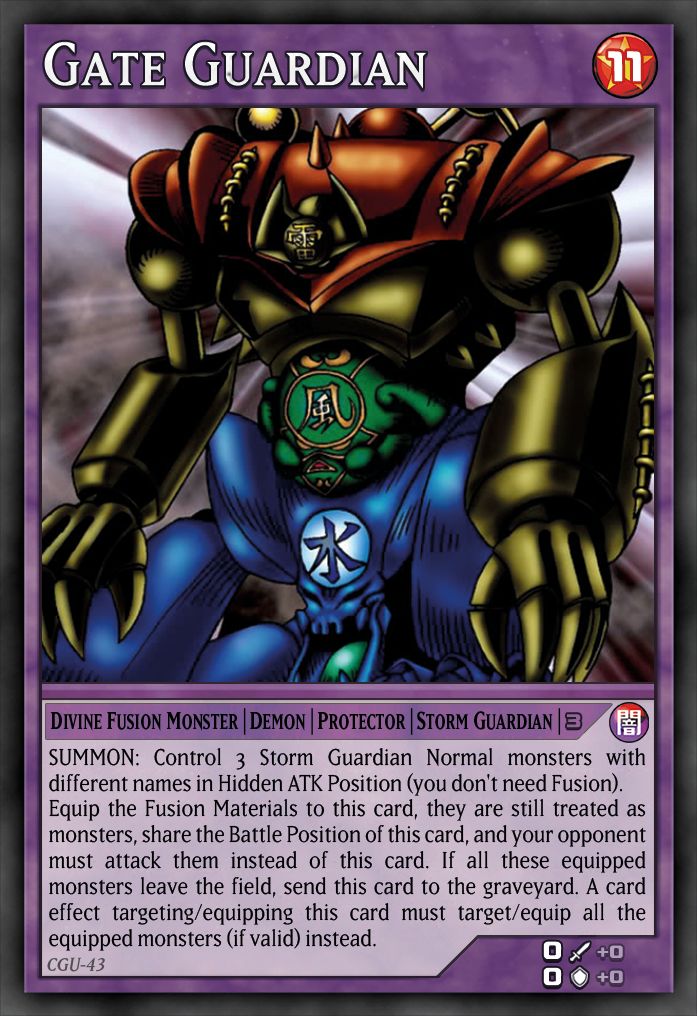 GATE GUARDIAN
11
雷
風
水
DIVINE FUSION MONSTER | DEMON | PROTECTOR | STORM GUARDIAN | 3
闇
SUMMON: Control 3 Storm Guardian Normal monsters with
different names in Hidden ATK Position (you don't need Fusion).
Equip the Fusion Materials to this card, they are still treated as
monsters, share the Battle Position of this card, and your opponent
must attack them instead of this card. If all these equipped
monsters leave the field, send this card to the graveyard. A card
effect targeting/equipping this card must target/equip all the
equipped monsters (if valid) instead.
0 +0
CGU-43
0 +0